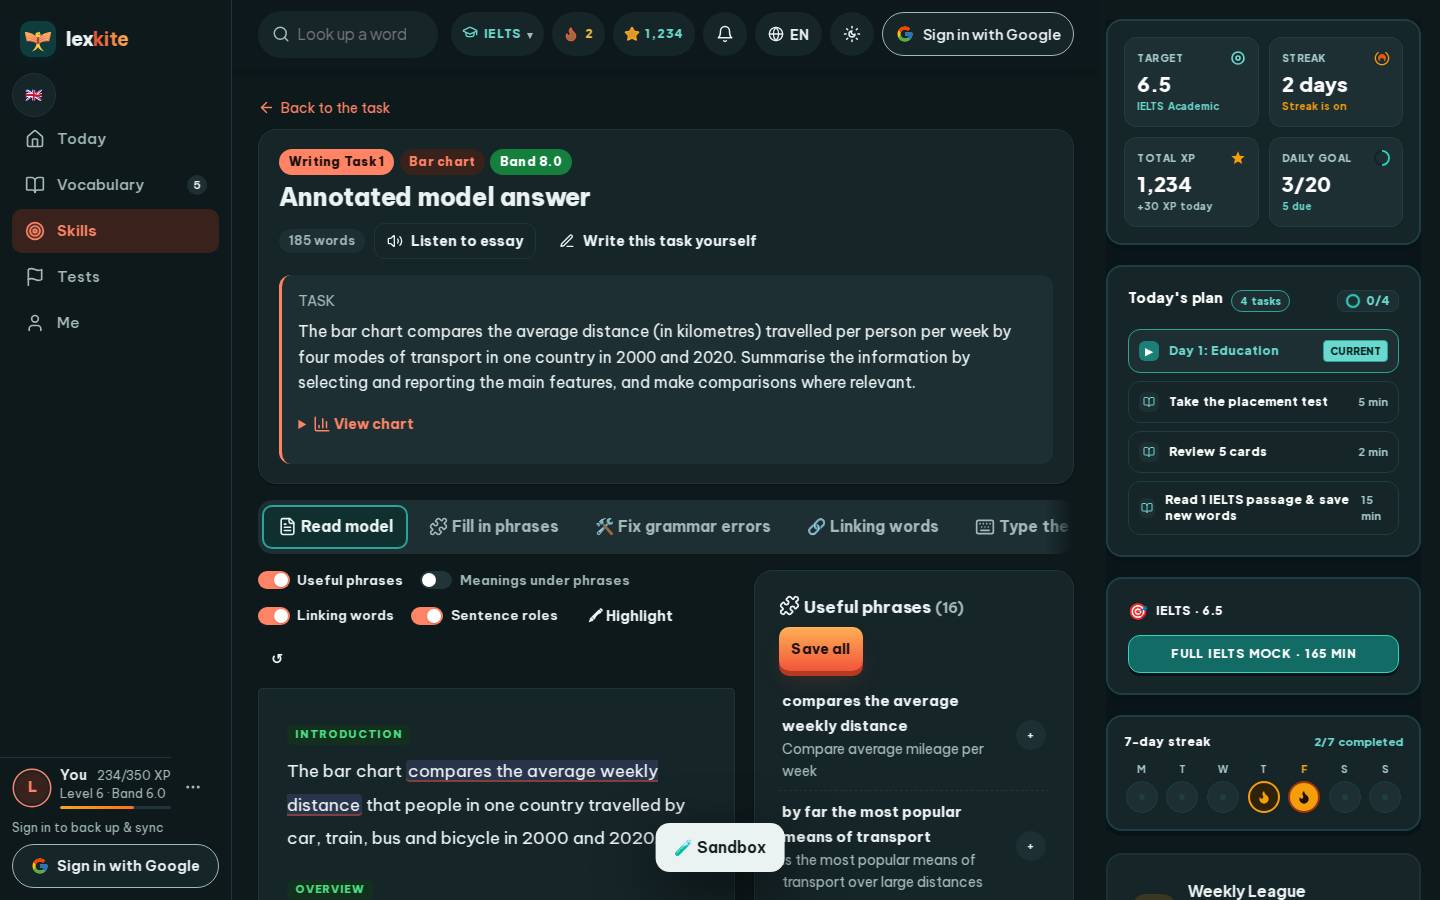 lexkite
Today
Vocabulary 5
Skills
Tests
Me
L
You 234/350 XP
Level 6 · Band 6.0
Sign in to back up & sync
Sign in with Google
Look up a word
IELTS ▾
2
1,234
EN
Sign in with Google
← Back to the task
Writing Task 1 Bar chart Band 8.0
Annotated model answer
185 words Listen to essay Write this task yourself
TASK
The bar chart compares the average distance (in kilometres) travelled per person per week by
four modes of transport in one country in 2000 and 2020. Summarise the information by
selecting and reporting the main features, and make comparisons where relevant.
View chart
Read model Fill in phrases Fix grammar errors Linking words Type the
Useful phrases Meanings under phrases
Linking words Sentence roles Highlight
↺
INTRODUCTION
The bar chart compares the average weekly
distance that people in one country travelled by
car, train, bus and bicycle in 2000 and 2020
OVERVIEW
Useful phrases (16)
Save all
compares the average
weekly distance
Compare average mileage per
week
+
by far the most popular
means of transport
is the most popular means of
transport over large distances
+
Sandbox
TARGET
6.5
IELTS Academic
STREAK
2 days
Streak is on
TOTAL XP
1,234
+30 XP today
DAILY GOAL
3/20
5 due
Today's plan 4 tasks 0/4
Day 1: Education CURRENT
Take the placement test 5 min
Review 5 cards 2 min
Read 1 IELTS passage & save 15
new words min
IELTS · 6.5
FULL IELTS MOCK · 165 MIN
7-day streak 2/7 completed
M T W T F S S
Weekly League